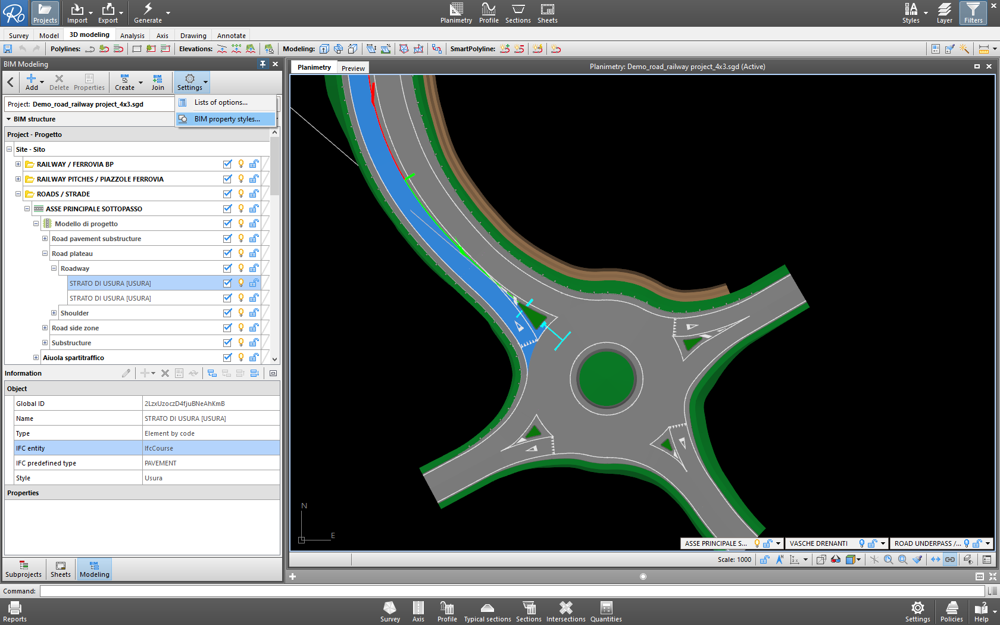 Ro
Projects
Import
Export
Generate
Planimetry
Profile
Sections
Sheets
Styles
Layer
Filters
Survey
Model
3D modeling
Analysis
Axis
Drawing
Annotate
Polylines:
Elevations:
Modeling:
SmartPolyline:
BIM Modeling
Planimetry
Preview
Planimetry: Demo_road_railway project_4x3.sgd (Active)
Add
Delete
Properties
BIM
Create
BIM
Join
Settings
Lists of options...
BIM property styles...
Project: Demo_road_railway project_4x3.sgd
BIM structure
Project - Progetto
Site - Sito
RAILWAY / FERROVIA BP
RAILWAY PITCHES / PIAZZOLE FERROVIA
ROADS / STRADE
ASSE PRINCIPALE SOTTOPASSO
Modello di progetto
Road pavement substructure
Road plateau
Roadway
STRATO DI USURA [USURA]
STRATO DI USURA [USURA]
Shoulder
Road side zone
Substructure
Aiuola spartitraffico
Information
Object
Global ID 2LzxUzoczD4fjuBNeAhKmB
Name STRATO DI USURA [USURA]
Type Element by code
IFC entity IfcCourse
IFC predefined type PAVEMENT
Style Usura
Properties
N
E
ASSE PRINCIPALE S...
VASCHE DRENANTI
ROAD UNDERPASS /...
Scale: 1000
Subprojects
Sheets
BIM
Modeling
Command:
Reports
Survey
Axis
Profile
Typical sections
Sections
Intersections
Quantities
Settings
Policies
Help